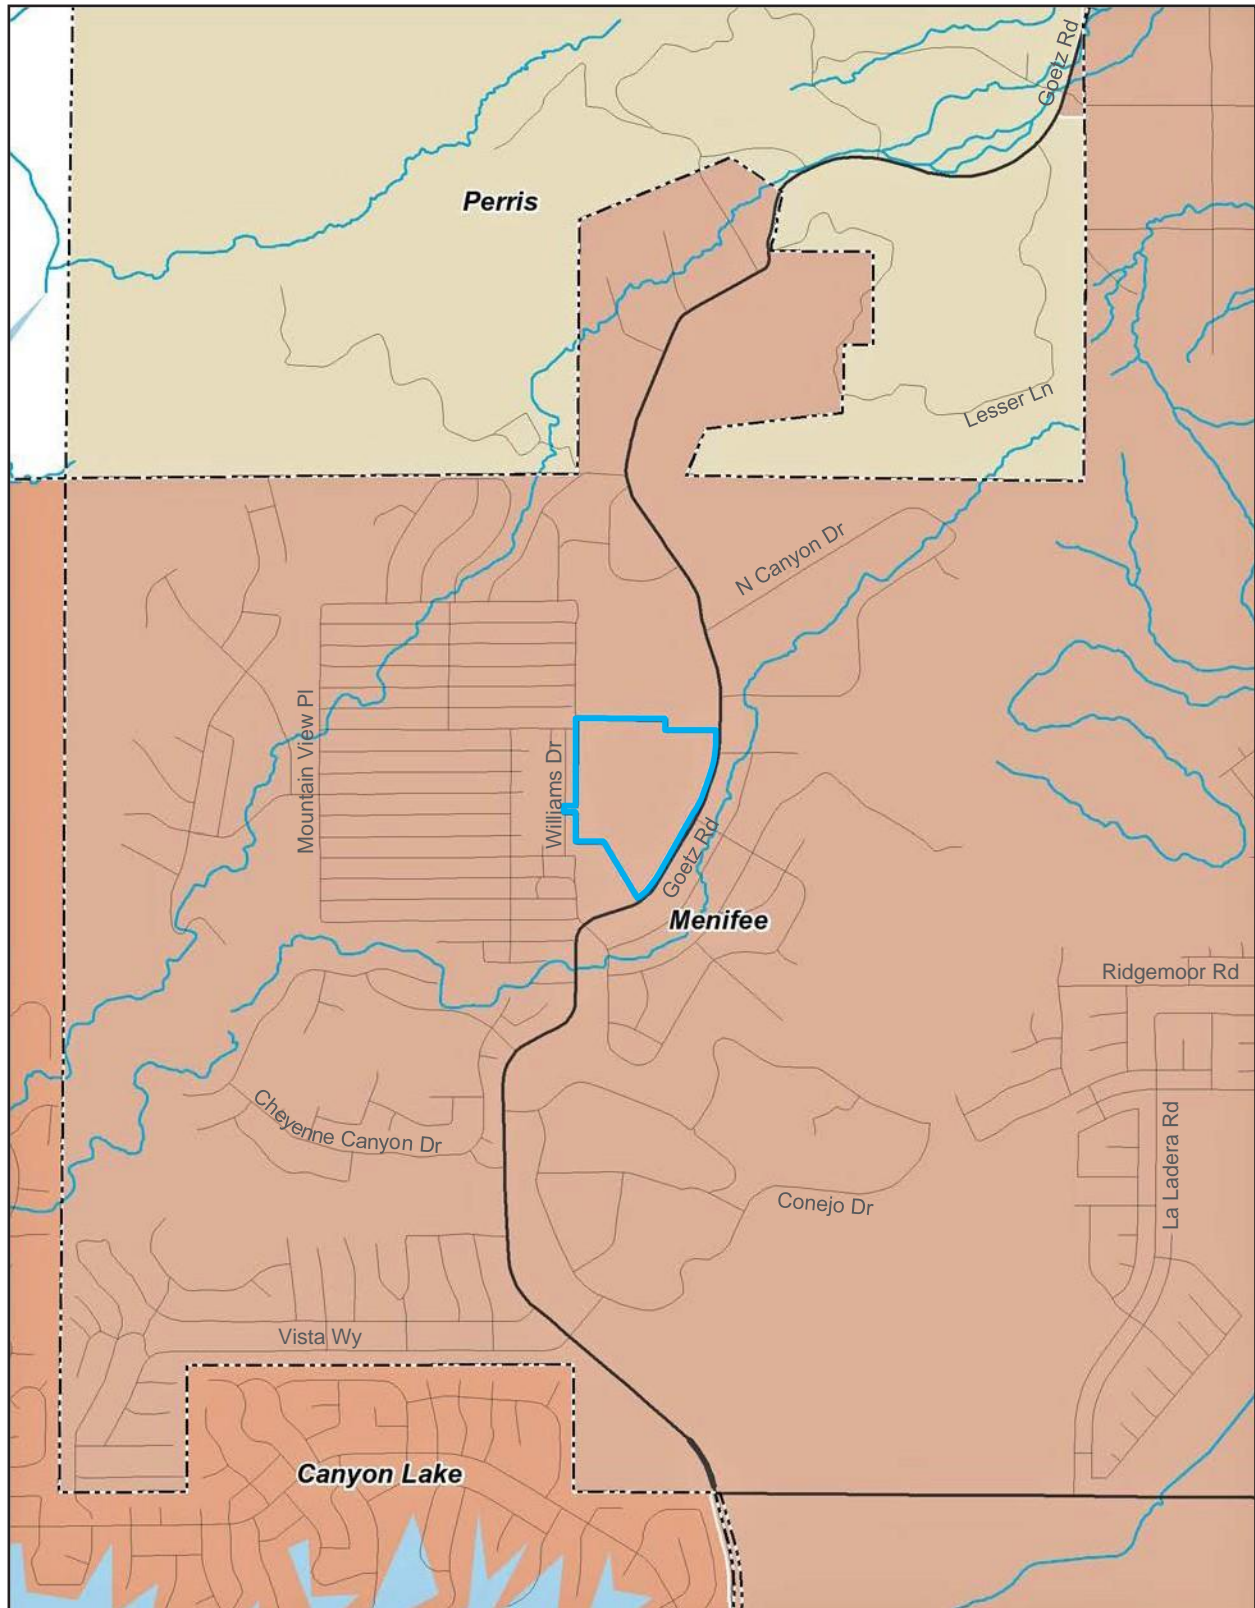 Goetz Rd
Perris
Lesser Ln
N Canyon Dr
Mountain View Pl
Williams Dr
Goetz Rd
Menifee
Ridgemoor Rd
Cheyenne Canyon Dr
La Ladera Rd
Conejo Dr
Vista Wy
Canyon Lake